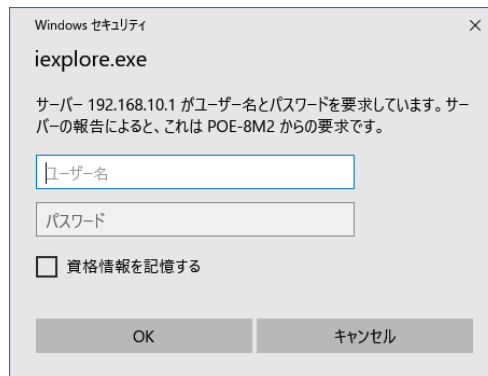 Windows セキュリティ
iexplore.exe
サーバー 192.168.10.1 がユーザー名とパスワードを要求しています。サー
バーの報告によると、これは POE-8M2 からの要求です。
ユーザー名
パスワード
資格情報を記憶する
OK
キャンセル